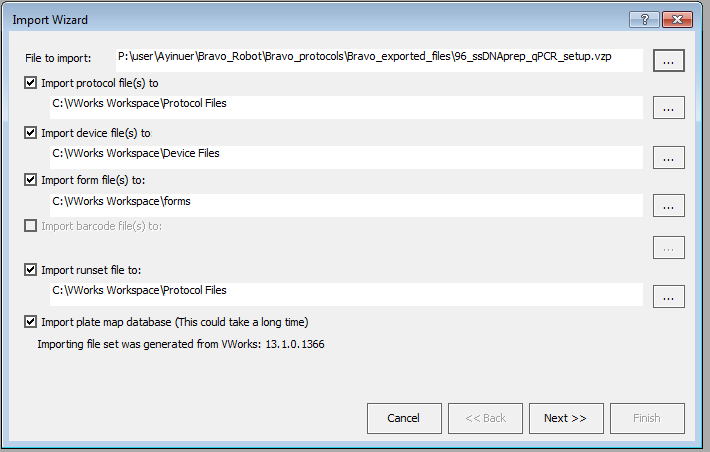 Import Wizard
?
File to import: P:\user\Ayinuer\Bravo_Robot\Bravo_protocols\Bravo_exported_files\96_ssDNAprep_qPCR_setup.vzp ...
Import protocol file(s) to
C:\VWorks Workspace\Protocol Files ...
Import device file(s) to:
C:\VWorks Workspace\Device Files ...
Import form file(s) to:
C:\VWorks Workspace\forms ...
Import barcode file(s) to:
...
Import runset file to:
C:\VWorks Workspace\Protocol Files ...
Import plate map database (This could take a long time)
Importing file set was generated from VWorks: 13.1.0.1366
Cancel << Back Next >> Finish